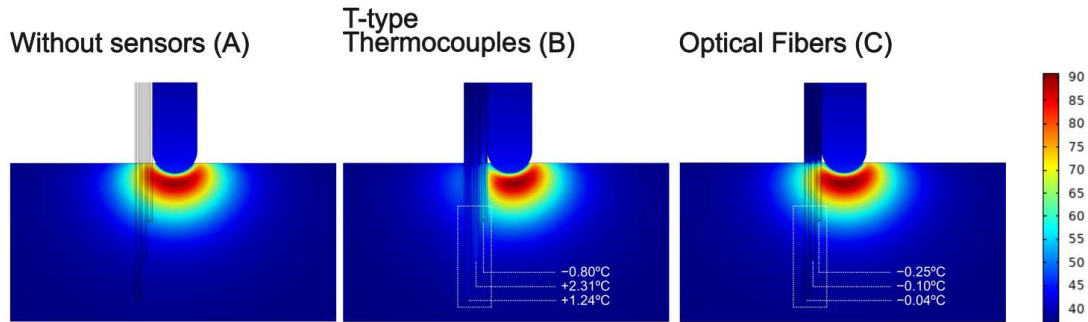 Without sensors (A)
T-type
Thermocouples (B)
Optical Fibers (C)
−0.80ºC
+2.31ºC
+1.24ºC
−0.25ºC
−0.10ºC
−0.04ºC
90
85
80
75
70
65
60
55
50
45
40